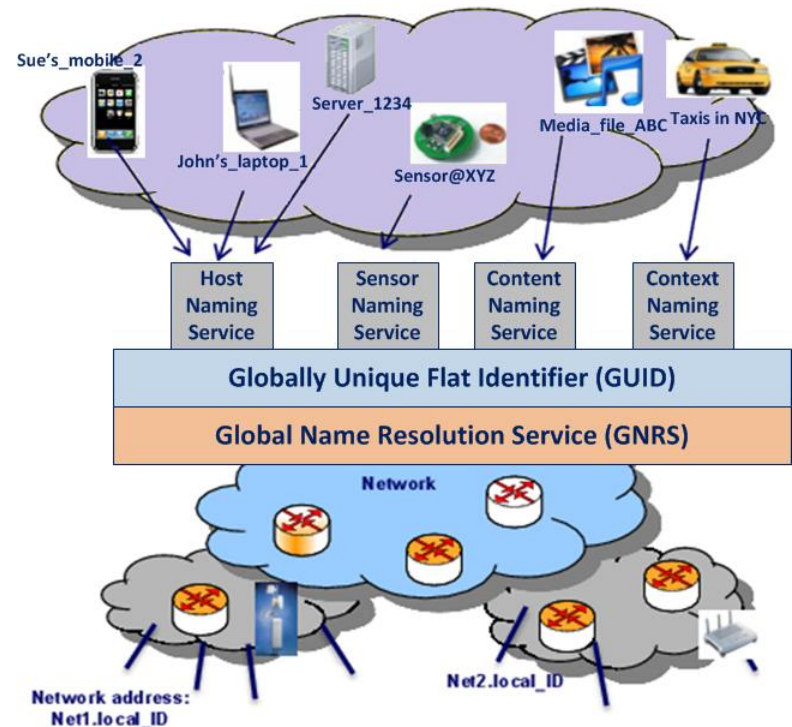 Sue's_mobile_2
John's_laptop_1
Server_1234
Sensor@XYZ
Media_file_ABC
Taxis in NYC
Host
Naming
Service
Sensor
Naming
Service
Content
Naming
Service
Context
Naming
Service
Globally Unique Flat Identifier (GUID)
Global Name Resolution Service (GNRS)
Network
Network address:
Net1.local_ID
Net2.local_ID